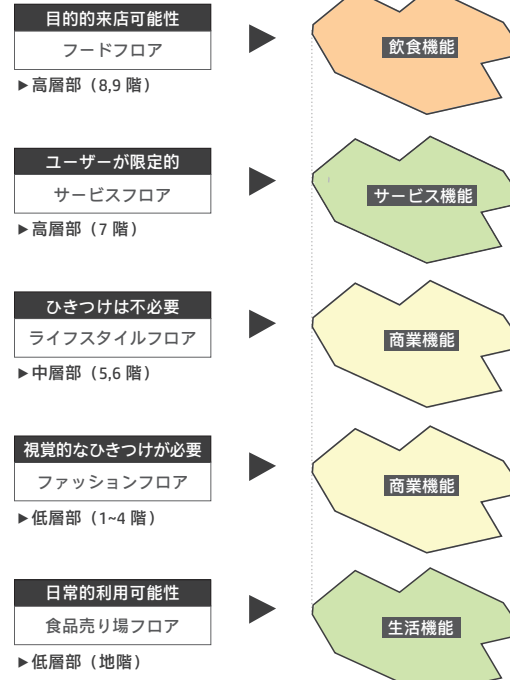 目的的来店可能性
フードフロア
飲食機能
▶高層部（8,9 階）
ユーザーが限定的
サービスフロア
サービス機能
▶高層部（7 階）
ひきつけは不必要
ライフスタイルフロア
商業機能
▶中層部（5,6 階）
視覚的なひきつけが必要
ファッションフロア
商業機能
▶低層部（1~4 階）
日常的利用可能性
食品売り場フロア
生活機能
▶低層部（地階）